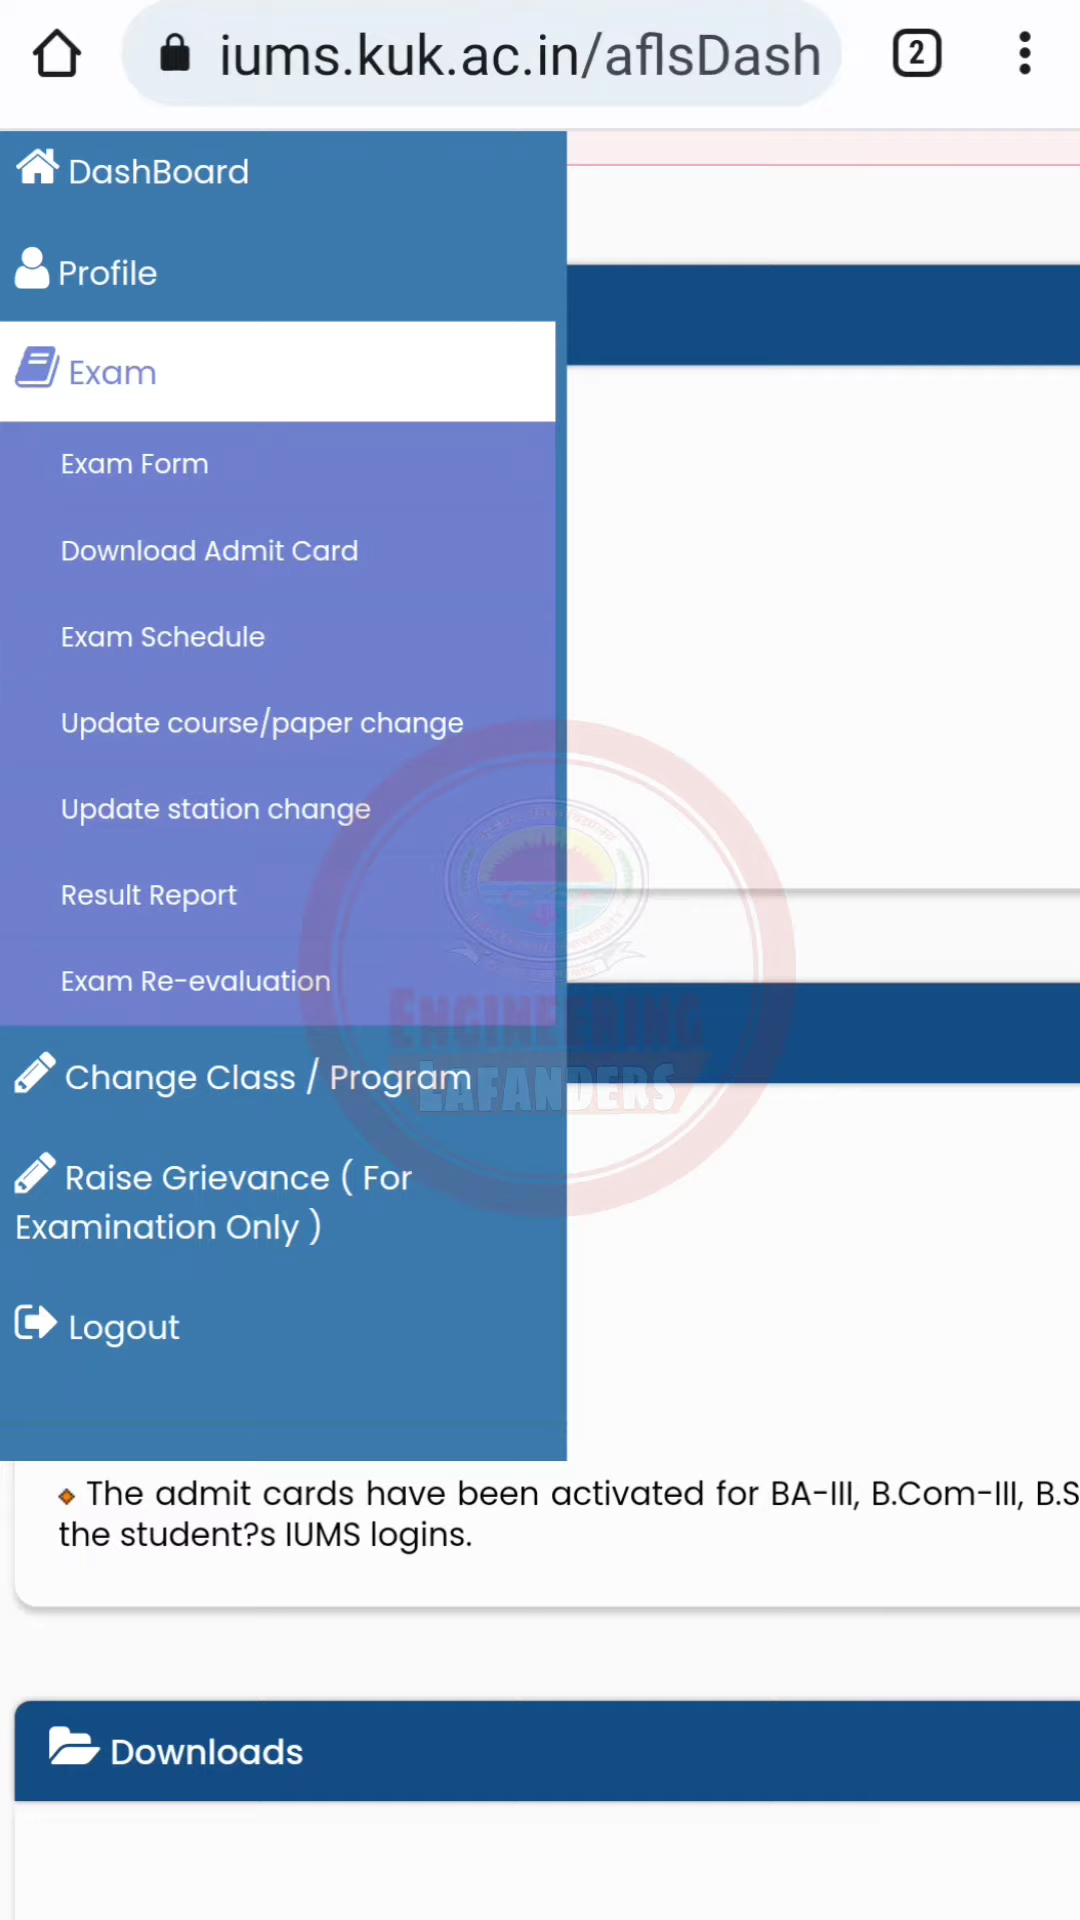 iums.kuk.ac.in/aflsDash
2
DashBoard
Profile
Exam
Exam Form
Download Admit Card
Exam Schedule
Update course/paper change
Update station change
Result Report
Exam Re-evaluation
ENGINEERING
Change Class / Program
LAFANDERS
Raise Grievance ( For
Examination Only )
Logout
The admit cards have been activated for BA-III, B.Com-III, B.S
the student?s IUMS logins.
Downloads